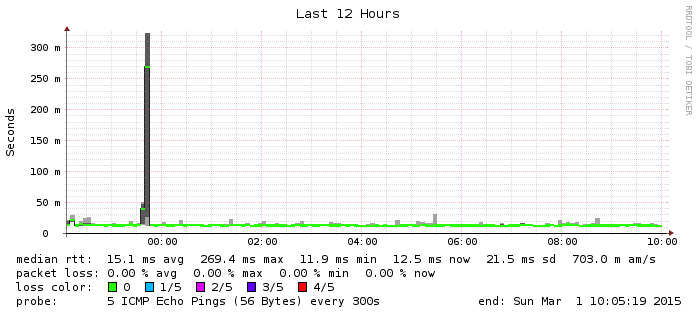 Last 12 Hours
RRDTOOL / TOBI OETIKER
Seconds
300 m
250 m
200 m
150 m
100 m
50 m
0
00:00 02:00 04:00 06:00 08:00 10:00
median rtt: 15.1 ms avg 269.4 ms max 11.9 ms min 12.5 ms now 21.5 ms sd 703.0 m am/s
packet loss: 0.00 % avg 0.00 % max 0.00 % min 0.00 % now
loss color: 0 1/5 2/5 3/5 4/5
probe: 5 ICMP Echo Pings (56 Bytes) every 300s end: Sun Mar 1 10:05:19 2015